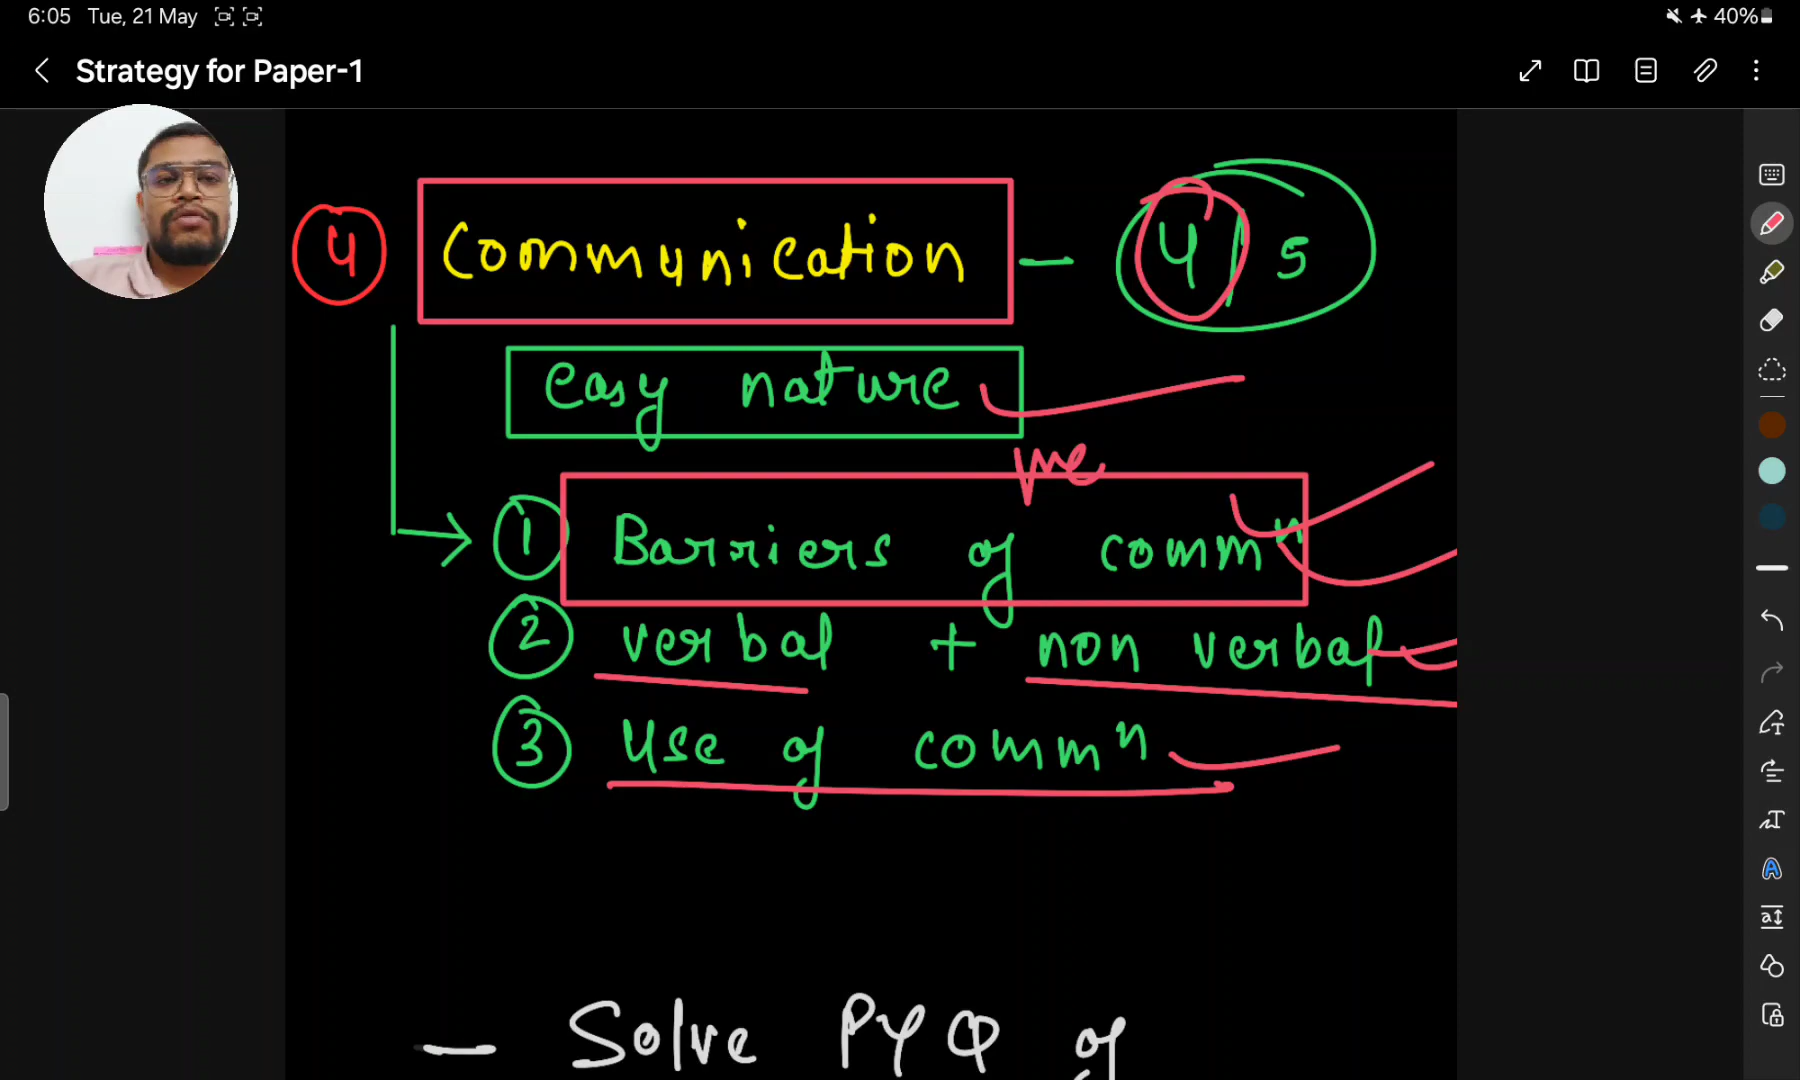 6:05 Tue, 21 May 40%
Strategy for Paper-1
4 Communication - 4/5
easy nature
① Barriers of commⁿ
② verbal + non verbal
③ Use of commⁿ
- Solve PYQ of